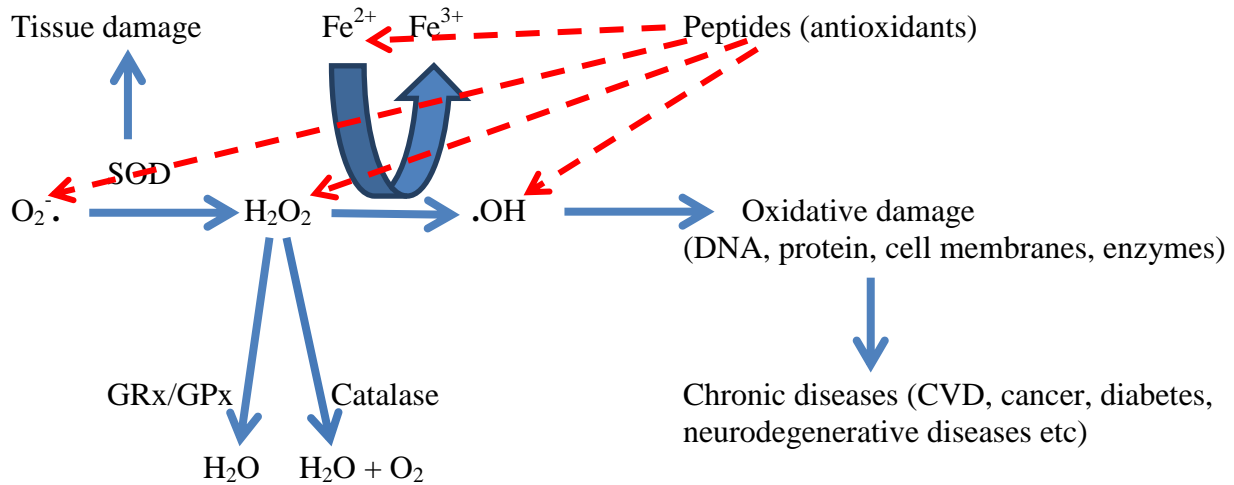 Tissue damage Fe²⁺ Fe³⁺ Peptides (antioxidants)
SOD
O₂⁻. H₂O₂ .OH Oxidative damage
(DNA, protein, cell membranes, enzymes)
GRx/GPx Catalase Chronic diseases (CVD, cancer, diabetes,
neurodegenerative diseases etc)
H₂O H₂O + O₂